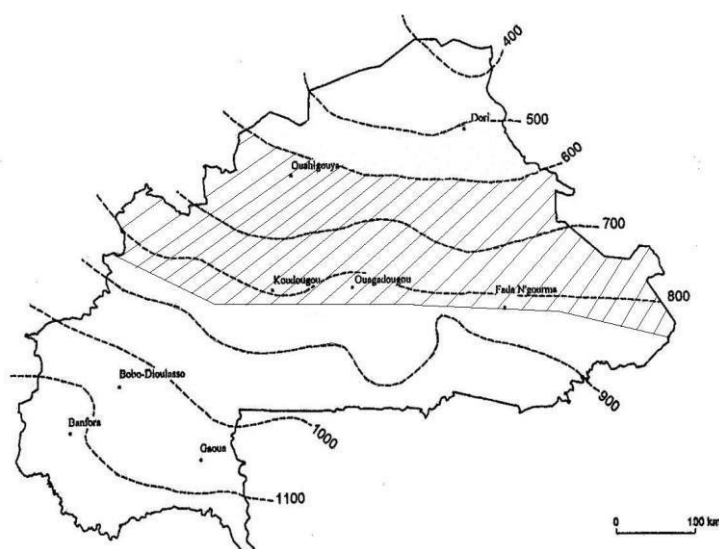 400
Dori
500
600
Ouahigouya
700
Koudougou
Ouagadougou
Fada N'gourma
800
Bobo-Dioulasso
900
Banfora
1000
Gaoua
1100
0 100 km